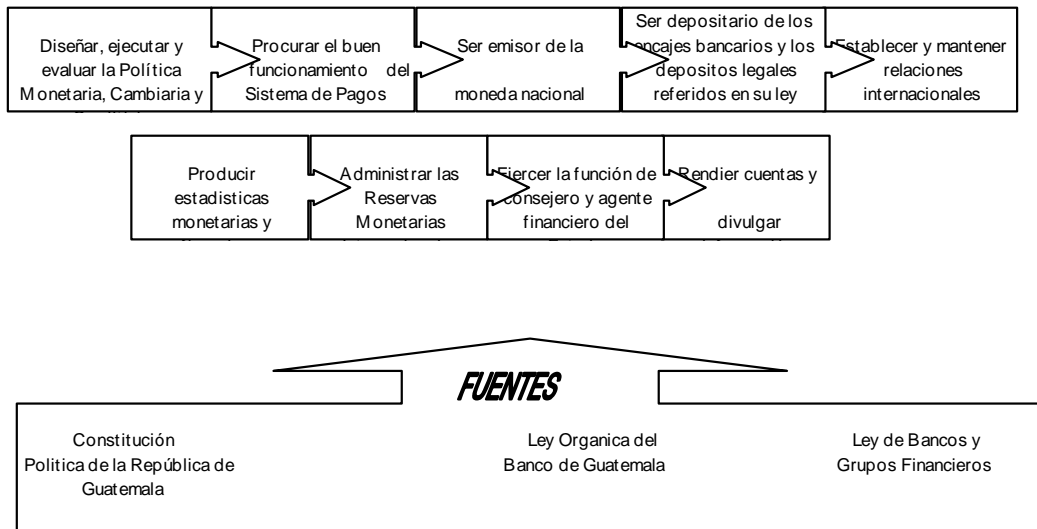 Diseñar, ejecutar y
evaluar la Política
Monetaria, Cambiaria y
Procurar el buen
funcionamiento del
Sistema de Pagos
Ser emisor de la
moneda nacional
Ser depositario de los
encajes bancarios y los
depositos legales
referidos en su ley
Establecer y mantener
relaciones
internacionales
Producir
estadisticas
monetarias y
Administrar las
Reservas
Monetarias
Ejercer la función de
consejero y agente
financiero del
Rendier cuentas y
divulgar
FUENTES
Constitución
Politica de la República de
Guatemala
Ley Organica del
Banco de Guatemala
Ley de Bancos y
Grupos Financieros